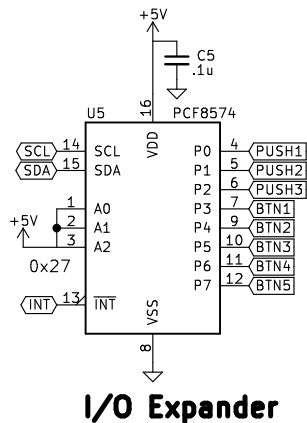 +5V
C5
.1u
U5
16
PCF8574
VDD
SCL 14 SCL P0 4 PUSH1
SDA 15 SDA P1 5 PUSH2
P2 6 PUSH3
1 A0 P3 7 BTN1
+5V 2 A1 P4 9 BTN2
3 A2 P5 10 BTN3
0x27 P6 11 BTN4
INT 13 INT P7 12 BTN5
VSS
8
I/O Expander